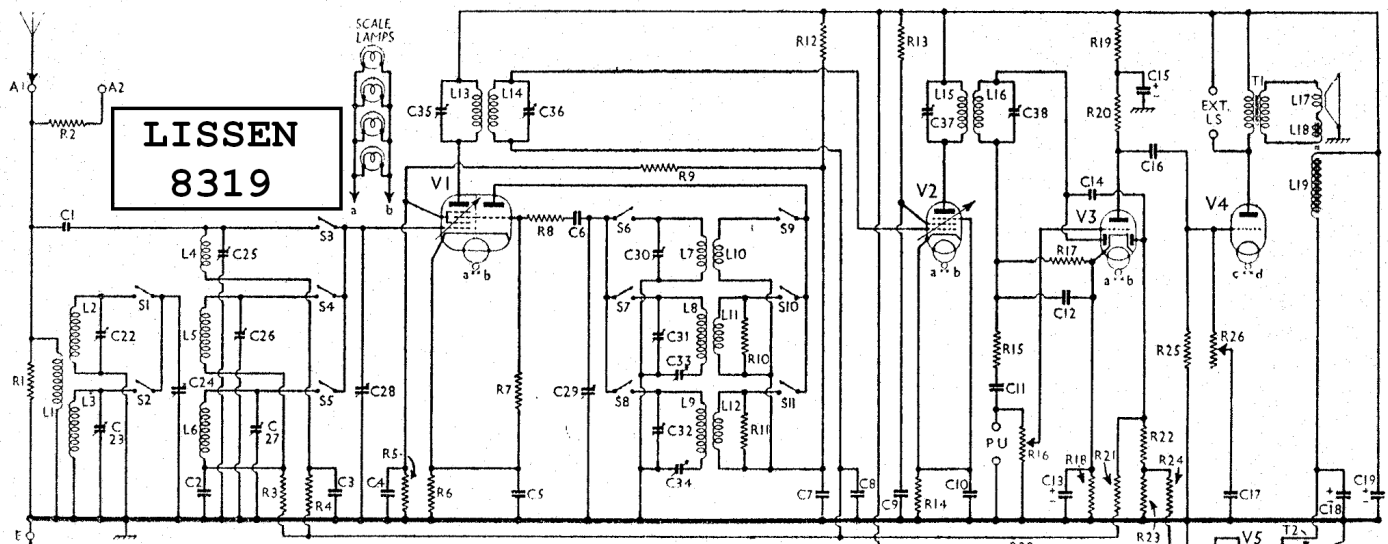 SCALE
LAMPS
A1 A2
R2
LISSEN
8319
a b
C35 L13 L14 C36
R12 R13
C37 L15 L16 C38
R19
C15
R20
EXT.
LS
T1
L17
L18
L19
R9
C16
C14
V1 V2 V3 V4
C1
L4 C25 S3
a b
R8 C6 S6 C30 L7 L10 S9
a b
R17
a b
c d
L2 S1 C22
L5 C26 S4
S7 C31 L8 L11 S10 R10
C33
C12
R15
R25
R26
R1 L1 L3 S2 C24
C
23
L6 S5 C28
C
27
R7 C29 S8 C32 L9 L12 S11 R11
C34
C11
PU
R16
R22
C2 R3 R4 C3 C4 R5 R6 C5
C7 C8 C9 R14 C10
C13 R18 R21 R24
R23
C17
C18
C19
E
V5
T2